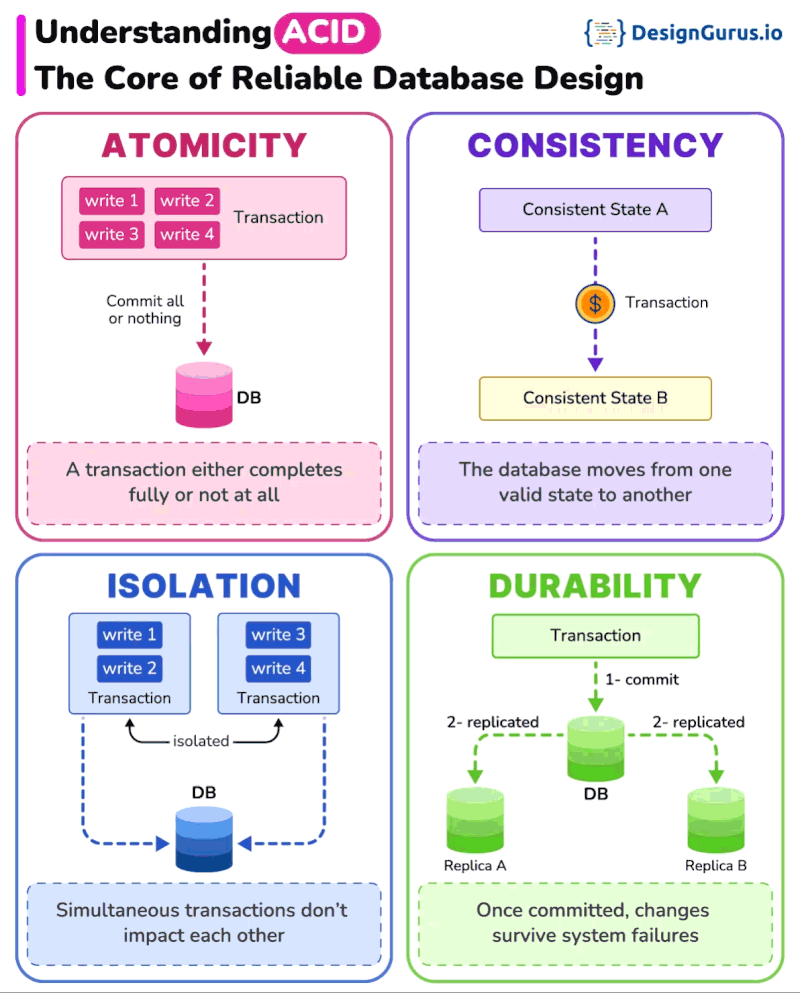 Understanding ACID
{} DesignGurus.io
The Core of Reliable Database Design
ATOMICITY
write 1
write 2
write 3
write 4
Transaction
Commit all
or nothing
DB
A transaction either completes
fully or not at all
CONSISTENCY
Consistent State A
$
Transaction
Consistent State B
The database moves from one
valid state to another
ISOLATION
write 1
write 2
Transaction
write 3
write 4
Transaction
isolated
DB
Simultaneous transactions don't
impact each other
DURABILITY
Transaction
1- commit
2- replicated
2- replicated
DB
Replica A
Replica B
Once committed, changes
survive system failures